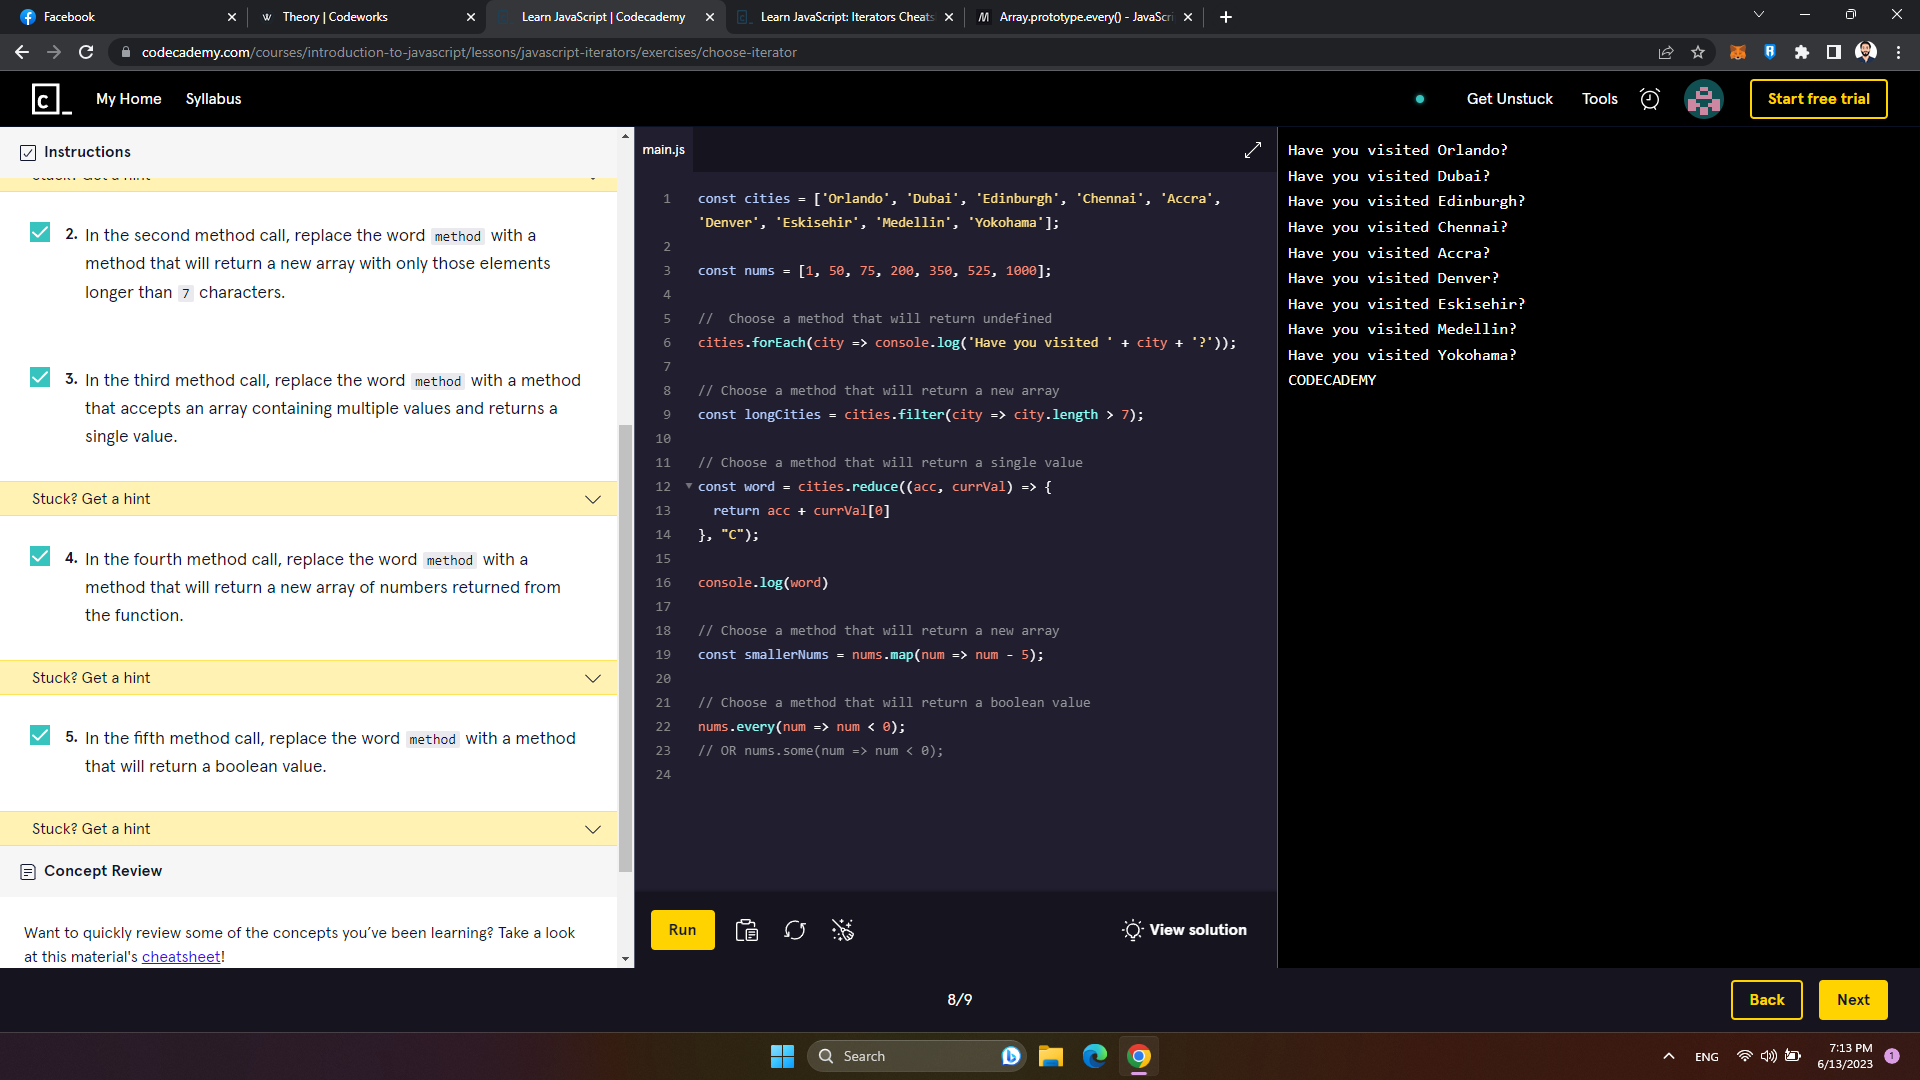 Facebook
Theory | Codeworks
Learn JavaScript | Codecademy
Learn JavaScript: Iterators Cheats
Array.prototype.every() - JavaScri
codecademy.com/courses/introduction-to-javascript/lessons/javascript-iterators/exercises/choose-iterator
My Home
Syllabus
Get Unstuck
Tools
Start free trial
Instructions
2. In the second method call, replace the word method with a
method that will return a new array with only those elements
longer than 7 characters.
3. In the third method call, replace the word method with a method
that accepts an array containing multiple values and returns a
single value.
Stuck? Get a hint
4. In the fourth method call, replace the word method with a
method that will return a new array of numbers returned from
the function.
Stuck? Get a hint
5. In the fifth method call, replace the word method with a method
that will return a boolean value.
Stuck? Get a hint
Concept Review
Want to quickly review some of the concepts you’ve been learning? Take a look
at this material's cheatsheet!
main.js
1 const cities = ['Orlando', 'Dubai', 'Edinburgh', 'Chennai', 'Accra',
'Denver', 'Eskisehir', 'Medellin', 'Yokohama'];
2
3 const nums = [1, 50, 75, 200, 350, 525, 1000];
4
5 //  Choose a method that will return undefined
6 cities.forEach(city => console.log('Have you visited ' + city + '?'));
7
8 // Choose a method that will return a new array
9 const longCities = cities.filter(city => city.length > 7);
10
11 // Choose a method that will return a single value
12 const word = cities.reduce((acc, currVal) => {
13   return acc + currVal[0]
14 }, "C");
15
16 console.log(word)
17
18 // Choose a method that will return a new array
19 const smallerNums = nums.map(num => num - 5);
20
21 // Choose a method that will return a boolean value
22 nums.every(num => num < 0);
23 // OR nums.some(num => num < 0);
24
Run
View solution
Have you visited Orlando?
Have you visited Dubai?
Have you visited Edinburgh?
Have you visited Chennai?
Have you visited Accra?
Have you visited Denver?
Have you visited Eskisehir?
Have you visited Medellin?
Have you visited Yokohama?
CODECADEMY
8/9
Back
Next
Search
ENG
7:13 PM
6/13/2023
1